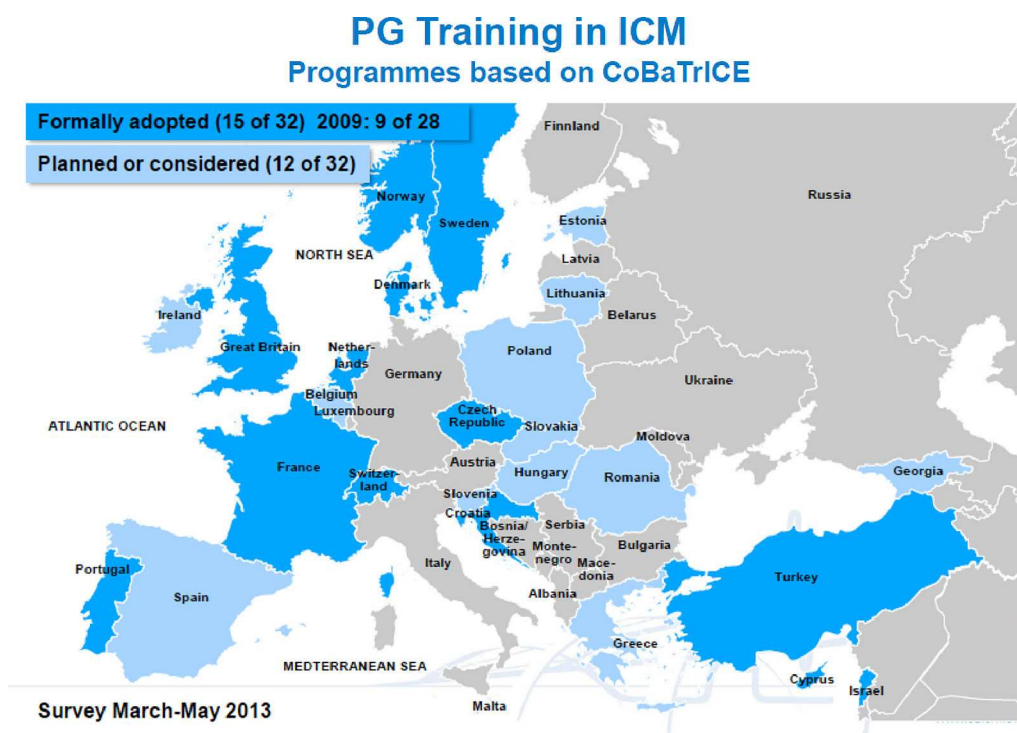 PG Training in ICM
Programmes based on CoBaTrICE
Formally adopted (15 of 32)  2009: 9 of 28
Planned or considered (12 of 32)
Finnland
Russia
Norway
Sweden
Estonia
NORTH SEA
Latvia
Denmark
Lithuania
Ireland
Belarus
Great Britain
Nether-
lands
Poland
Germany
Ukraine
Belgium
Luxembourg
Czech
Republic
ATLANTIC OCEAN
Slovakia
Moldova
France
Austria
Switzer-
land
Hungary
Romania
Georgia
Slovenia
Croatia
Bosnia/
Herze-
govina
Serbia
Monte-
negro
Bulgaria
Mace-
donia
Italy
Portugal
Turkey
Spain
Albania
Greece
MEDTERRANEAN SEA
Cyprus
Israel
Malta
Survey March-May 2013